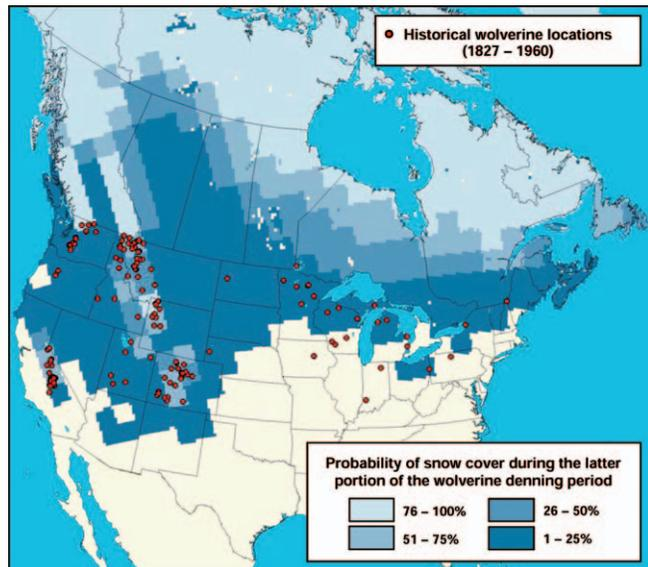 Historical wolverine locations
(1827 – 1960)
Probability of snow cover during the latter
portion of the wolverine denning period
76 – 100%
26 – 50%
51 – 75%
1 – 25%